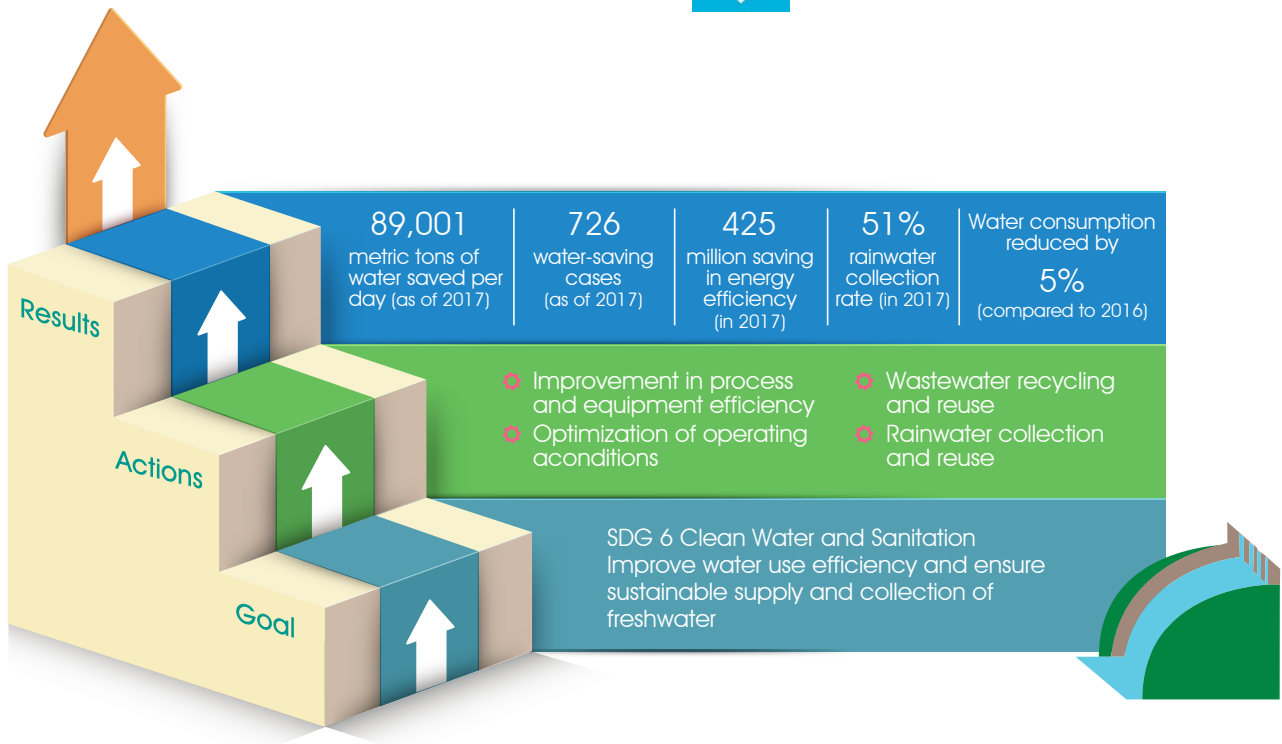 Results
89,001
metric tons of
water saved per
day (as of 2017)
726
water-saving
cases
(as of 2017)
425
million saving
in energy
efficiency
(in 2017)
51%
rainwater
collection
rate (in 2017)
Water consumption
reduced by
5%
(compared to 2016)
Actions
Improvement in process
and equipment efficiency
Optimization of operating
aconditions
Wastewater recycling
and reuse
Rainwater collection
and reuse
Goal
SDG 6 Clean Water and Sanitation
Improve water use efficiency and ensure
sustainable supply and collection of
freshwater